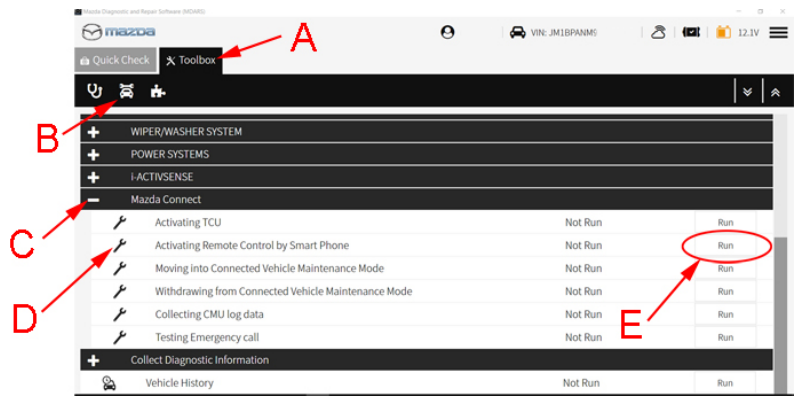 Mazda Diagnostic and Repair Software (MDARS)
mazda
VIN: JM1BPANM9
12.1V
A
Quick Check
Toolbox
B
WIPER/WASHER SYSTEM
POWER SYSTEMS
i-ACTIVSENSE
C
Mazda Connect
Activating TCU Not Run Run
D
Activating Remote Control by Smart Phone Not Run Run
Moving into Connected Vehicle Maintenance Mode Not Run Run
Withdrawing from Connected Vehicle Maintenance Mode Not Run Run
Collecting CMU log data Not Run Run
E
Testing Emergency call Not Run Run
Collect Diagnostic Information
Vehicle History Not Run Run